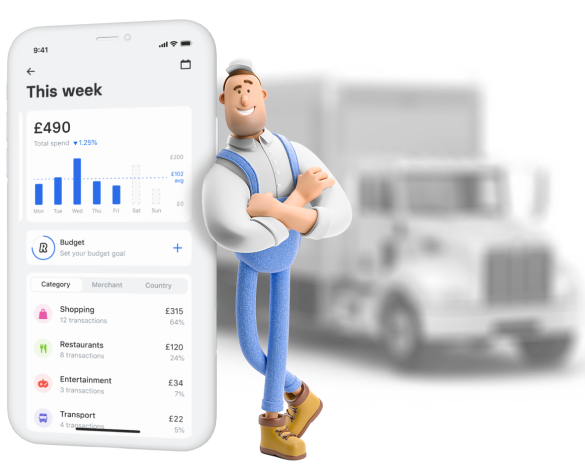 9:41
This week
£490
Total spend ▼1.25%
£200
£102
avg
£0
Mon Tue Wed Thu Fri Sat Sun
Budget
Set your budget goal
+
Category Merchant Country
Shopping £315
12 transactions 64%
Restaurants £120
8 transactions 24%
Entertainment £34
3 transactions 7%
Transport £22
4 transactions 5%